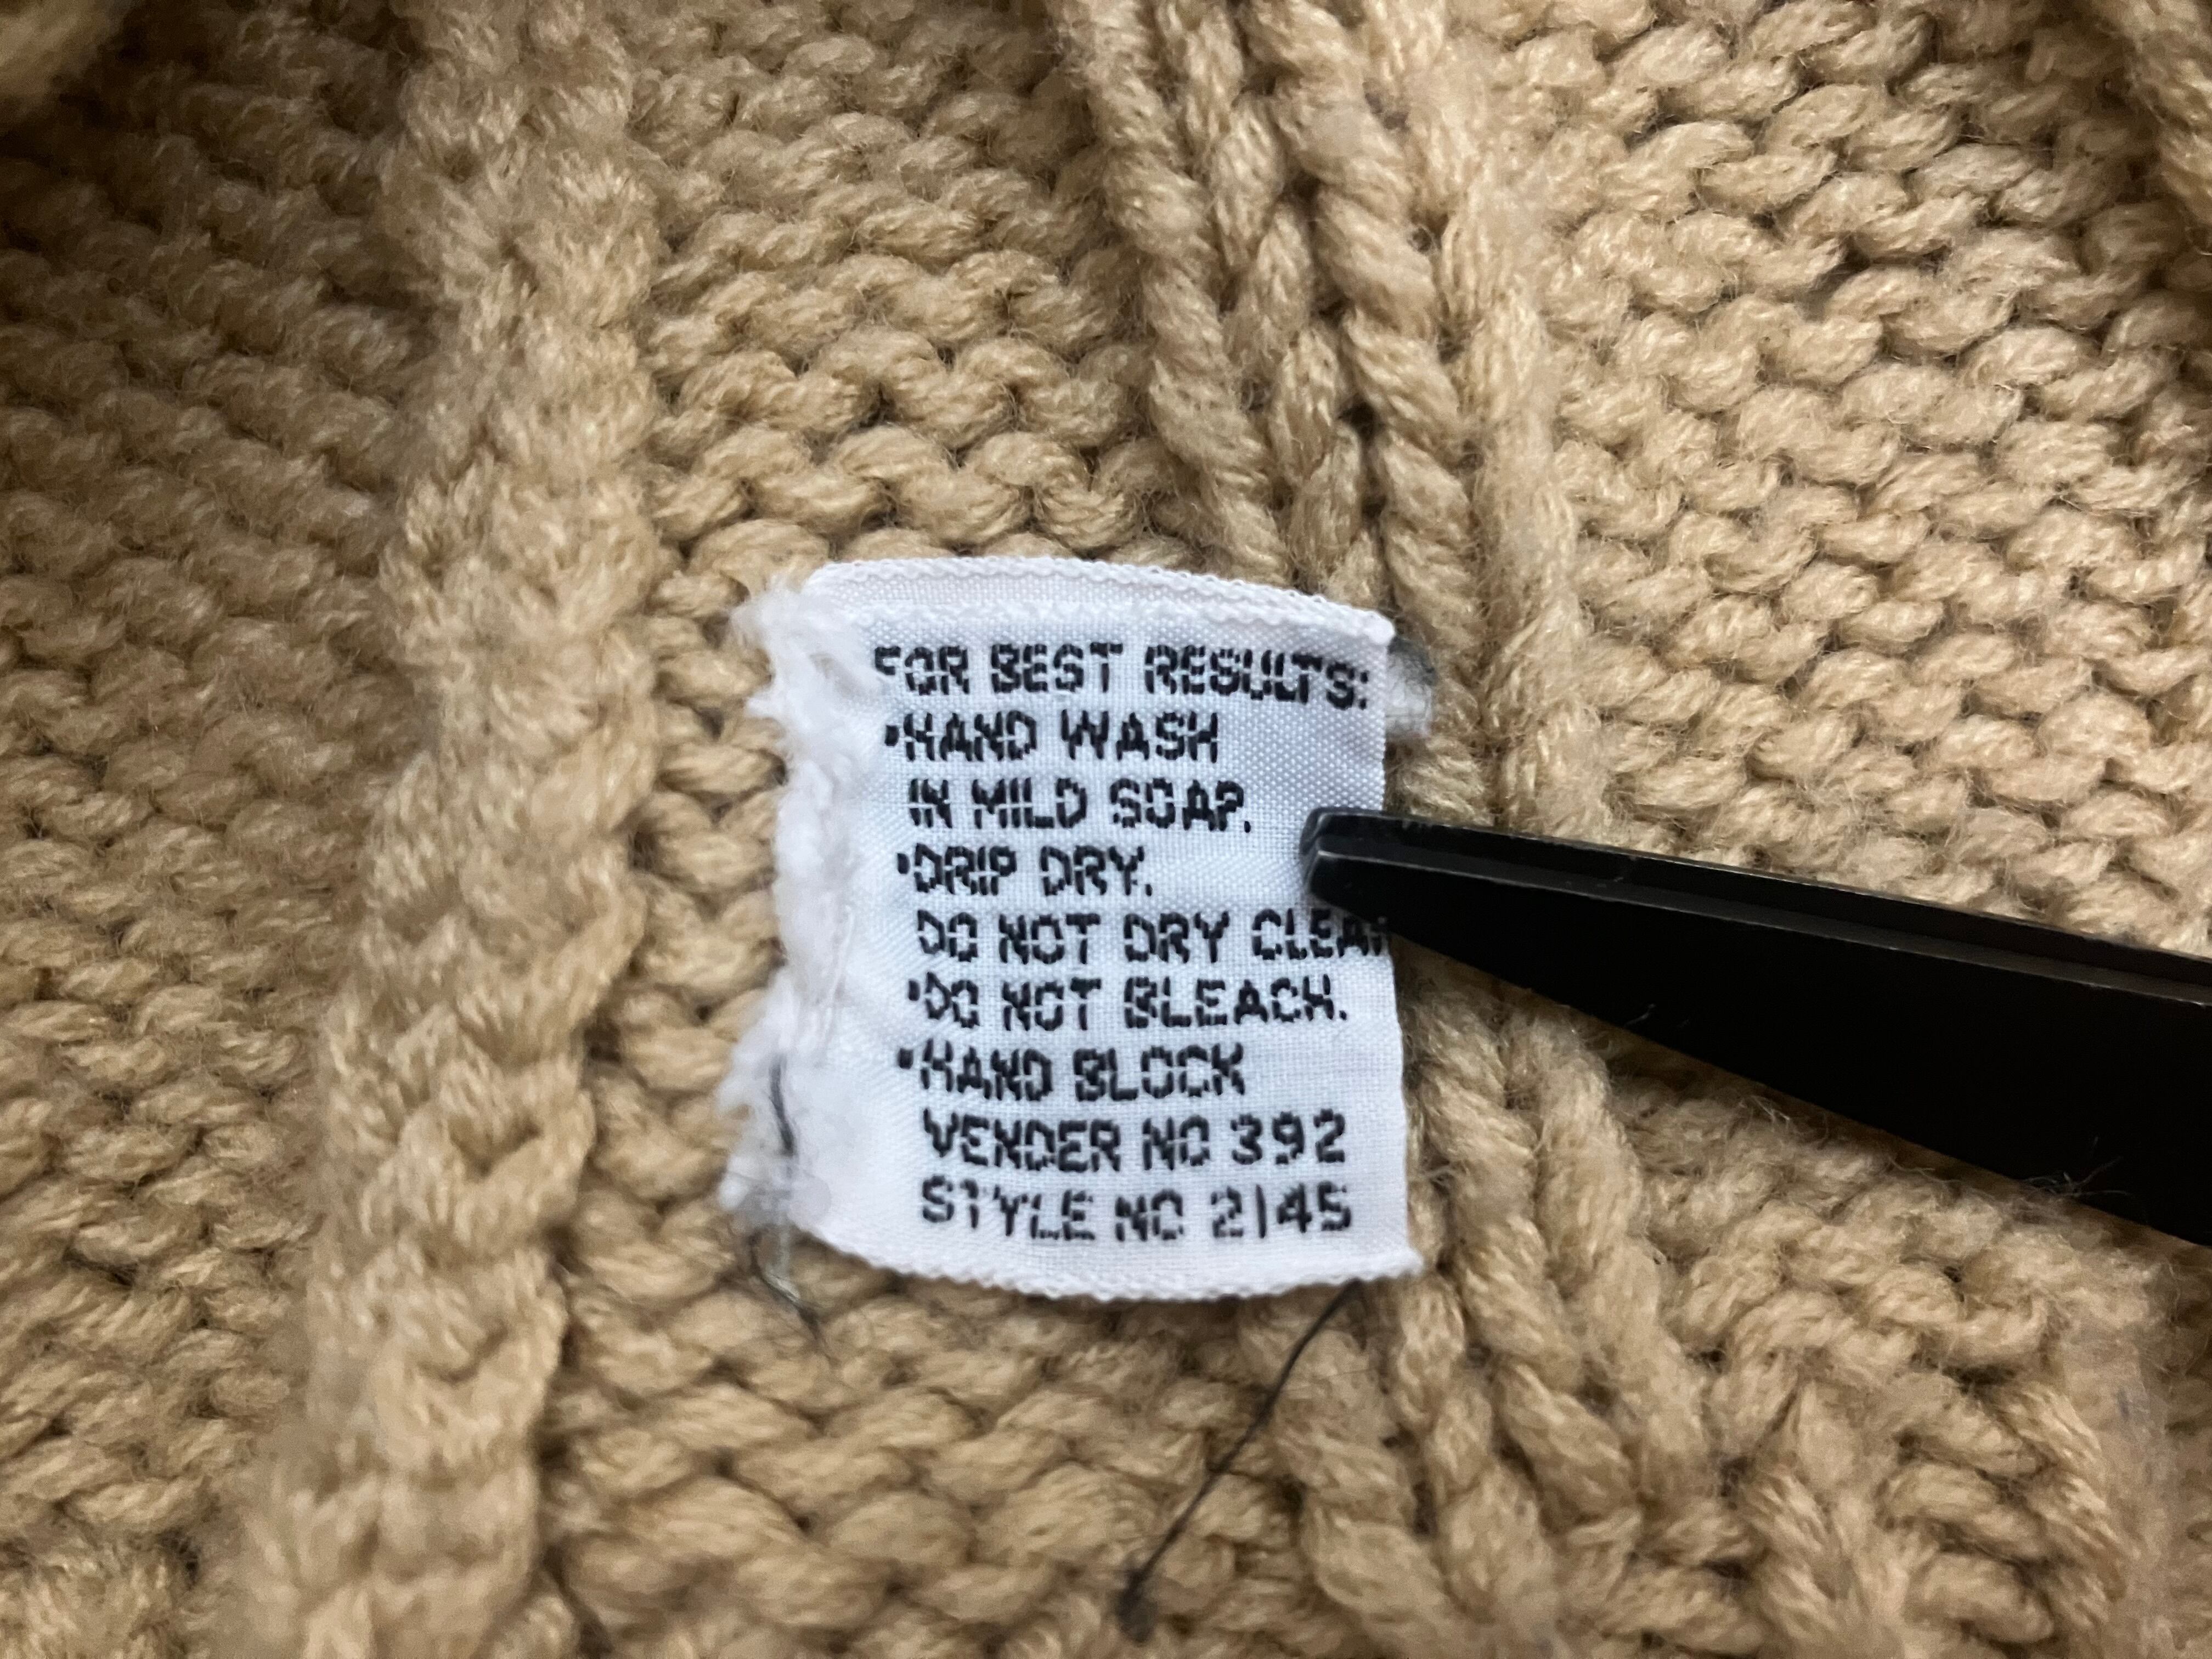 FOR BEST RESULTS:
•HAND WASH
IN MILD SOAP.
•DRIP DRY.
DO NOT DRY CLEAN
•DO NOT BLEACH.
•HAND BLOCK
VENDER NO 392
STYLE NO 2145